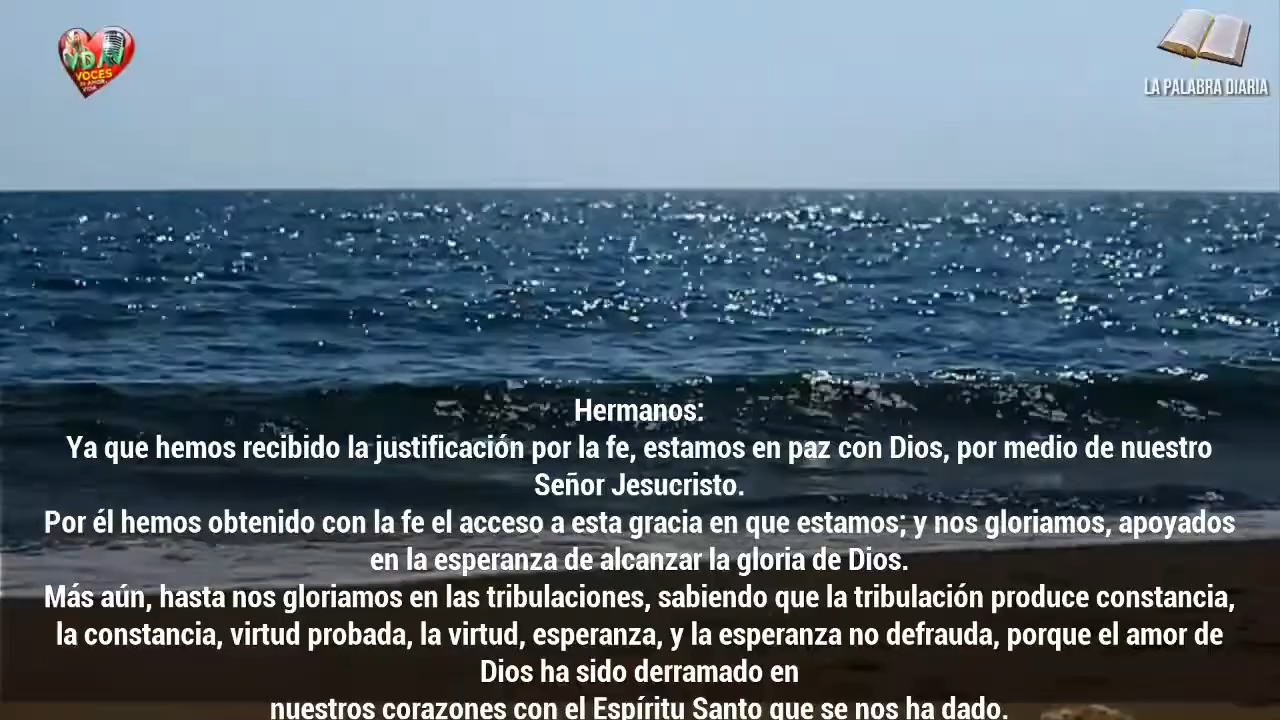 VOCES
VIDA
LA PALABRA DIARIA
Hermanos:
Ya que hemos recibido la justificación por la fe, estamos en paz con Dios, por medio de nuestro
Señor Jesucristo.
Por él hemos obtenido con la fe el acceso a esta gracia en que estamos; y nos gloriamos, apoyados
en la esperanza de alcanzar la gloria de Dios.
Más aún, hasta nos gloriamos en las tribulaciones, sabiendo que la tribulación produce constancia,
la constancia, virtud probada, la virtud, esperanza, y la esperanza no defrauda, porque el amor de
Dios ha sido derramado en
nuestros corazones con el Espíritu Santo que se nos ha dado.